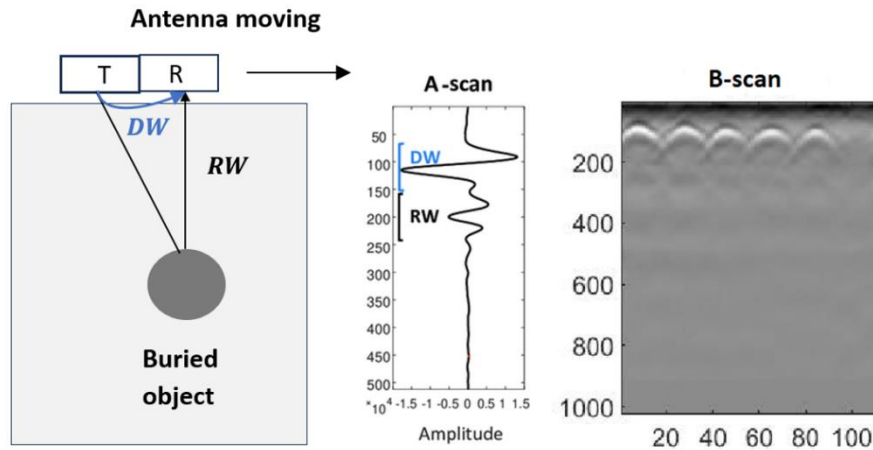 Antenna moving
T R
DW
RW
Buried
object
A-scan
50
100
150
200
250
300
350
400
450
500
DW
RW
×10⁴ -1.5 -1 -0.5 0 0.5 1 1.5
Amplitude
B-scan
200
400
600
800
1000
20 40 60 80 100